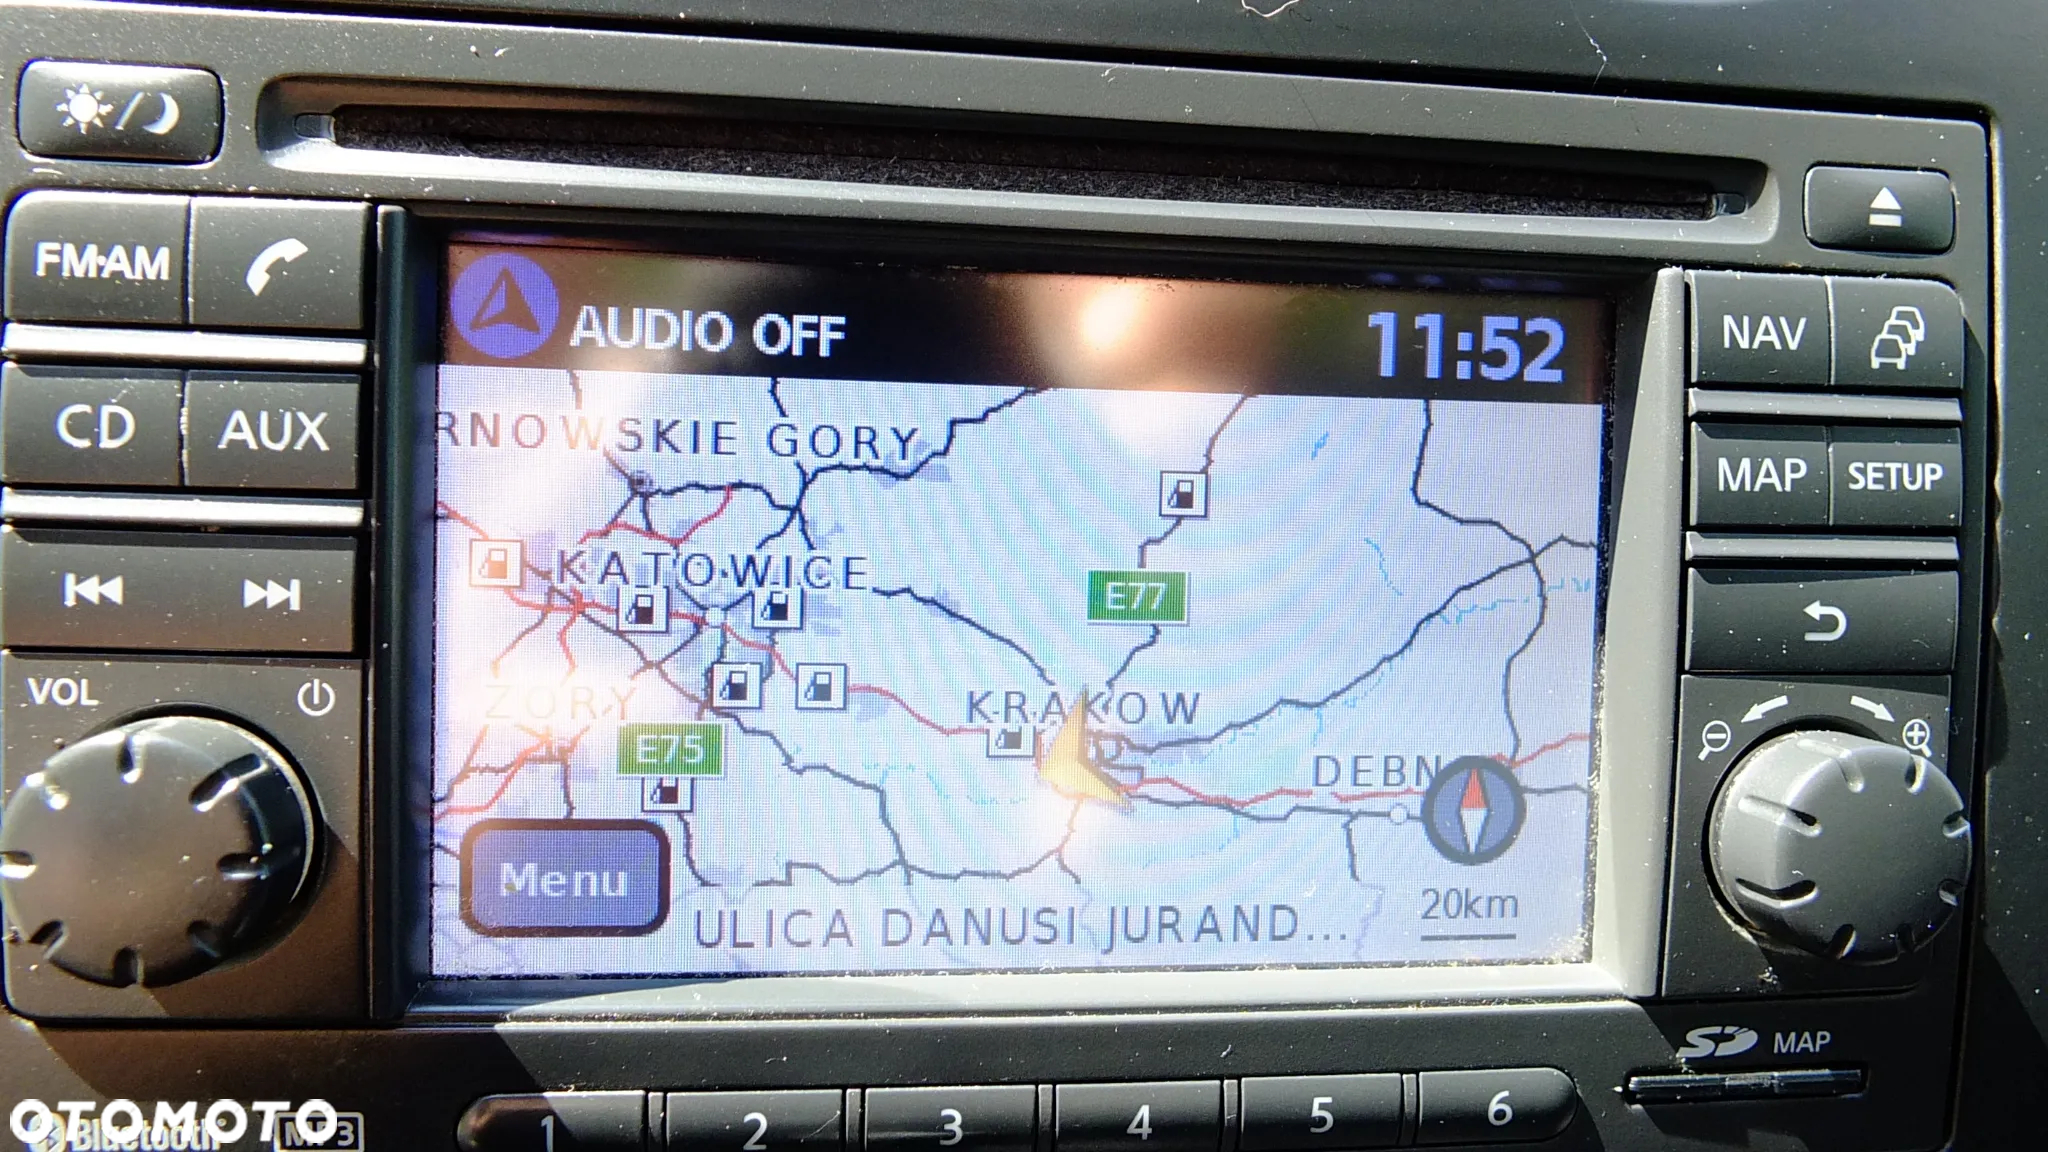 FM·AM
AUDIO OFF
11:52
NAV
CD
AUX
MAP
SETUP
RNOWSKIE GORY
KATOWICE
E77
VOL
ZORY
KRAKOW
E75
DEBN
Menu
20km
ULICA DANUSI JURAND...
SD MAP
1
2
3
4
5
6
OTOMOTO
Bluetooth
MP3